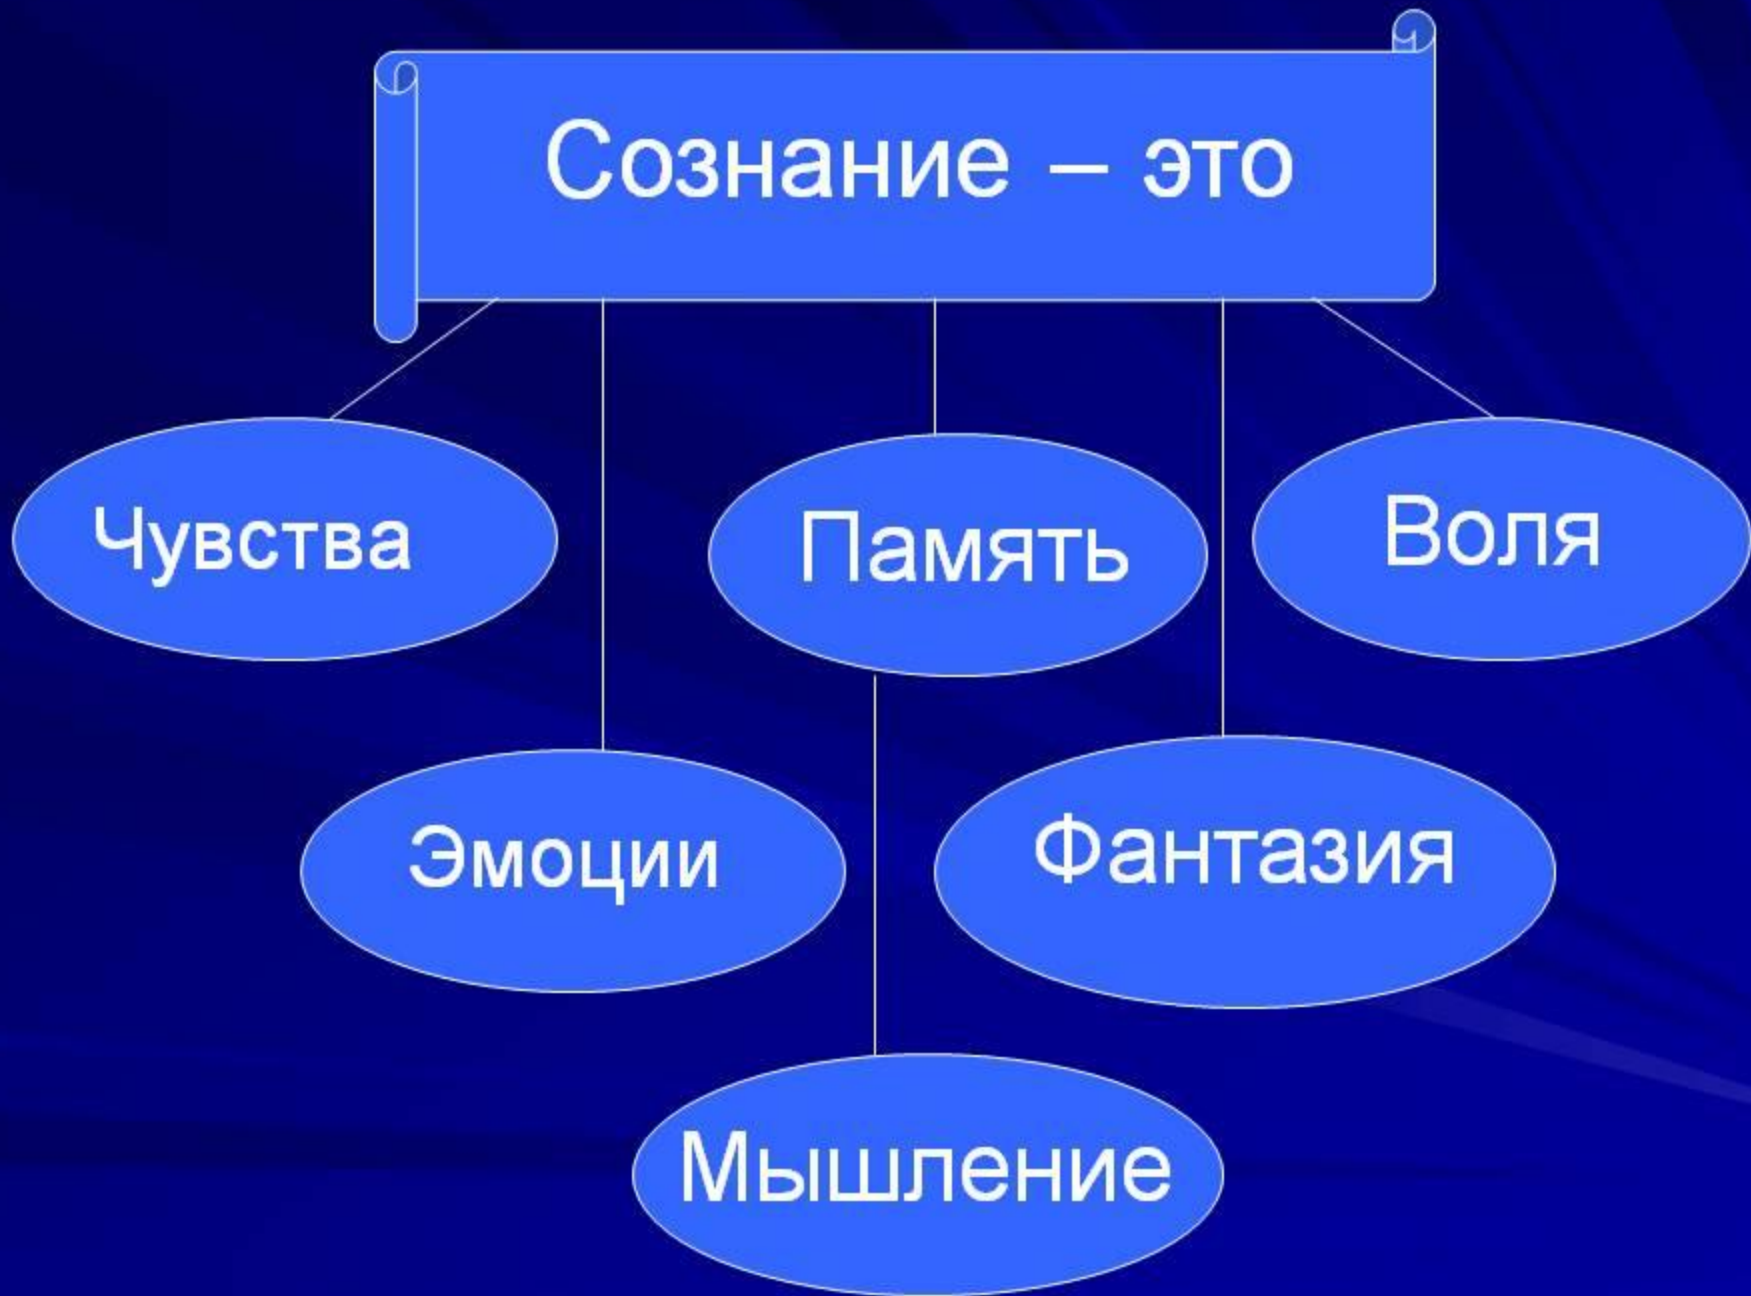 Сознание – это
Чувства
Память
Воля
Эмоции
Фантазия
Мышление